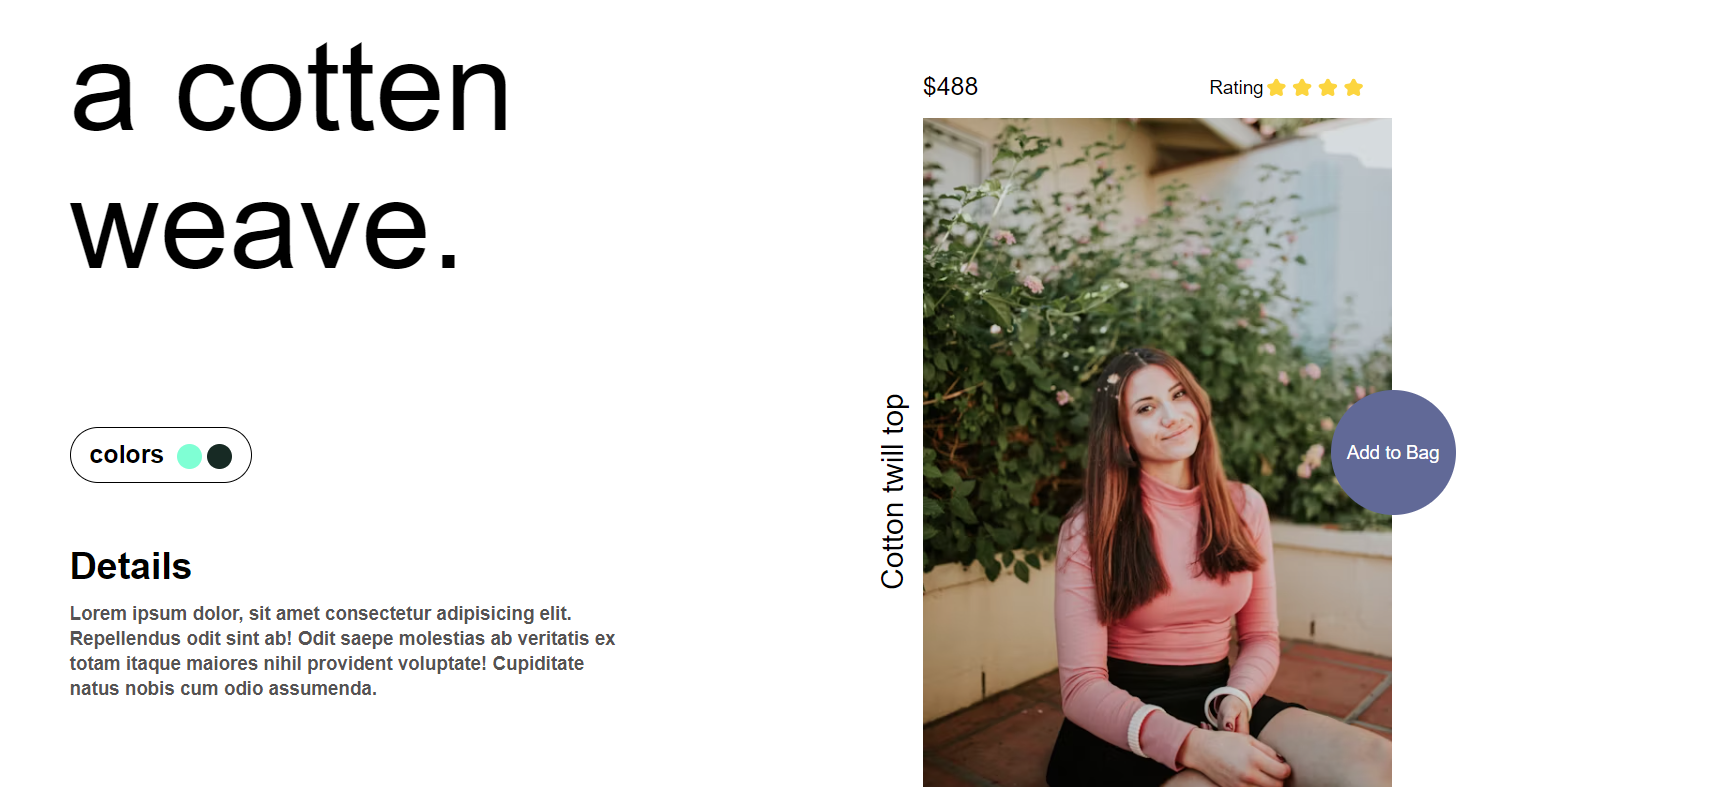 a cotten
weave.
colors
Details
Lorem ipsum dolor, sit amet consectetur adipisicing elit.
Repellendus odit sint ab! Odit saepe molestias ab veritatis ex
totam itaque maiores nihil provident voluptate! Cupiditate
natus nobis cum odio assumenda.
$488
Rating
Cotton twill top
Add to Bag